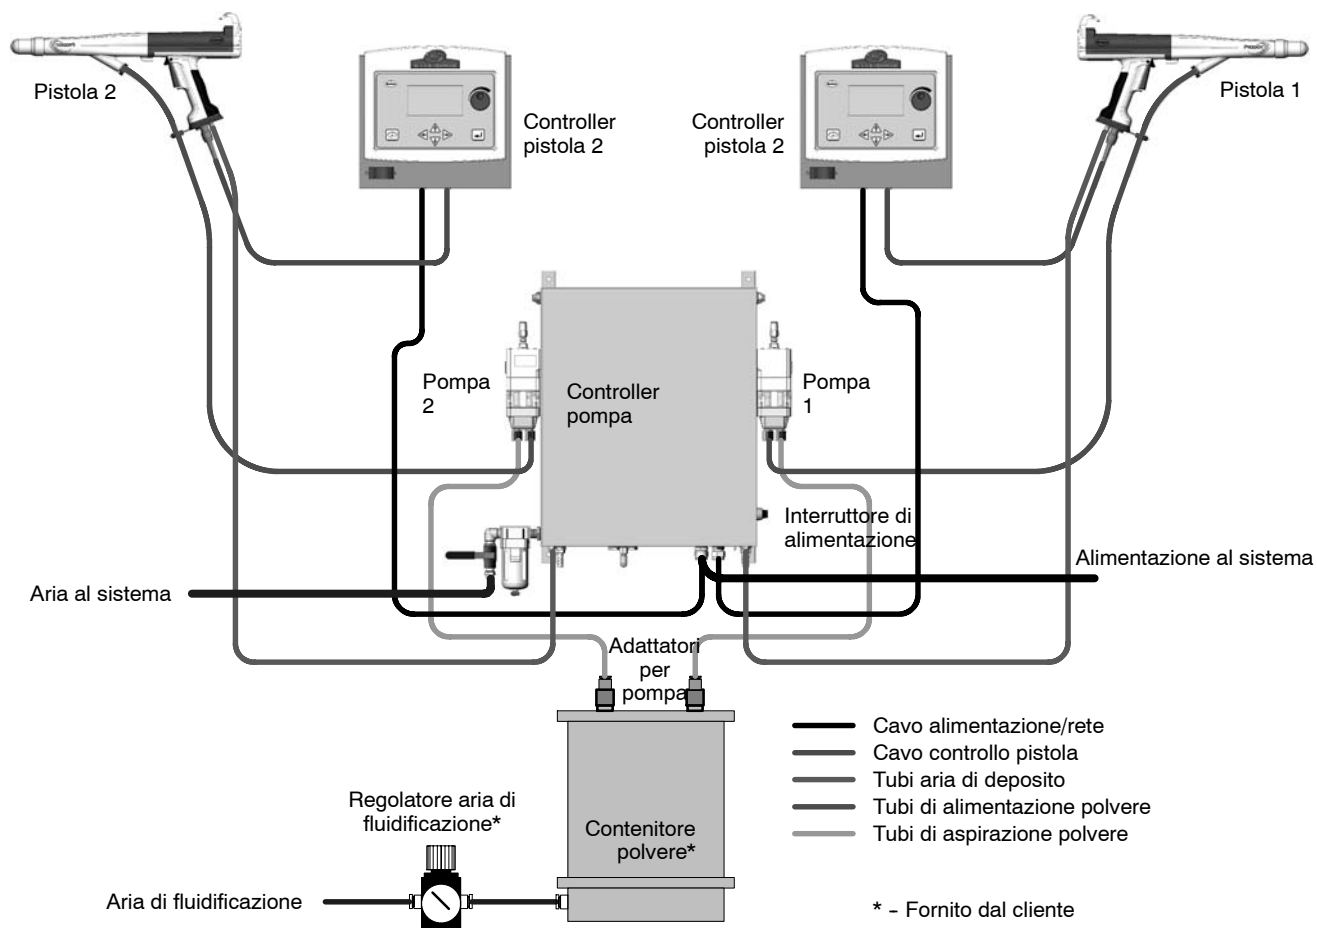 Pistola 2
Pistola 1
Controller
pistola 2
Controller
pistola 2
Pompa
2
Controller
pompa
Pompa
1
Interruttore di
alimentazione
Alimentazione al sistema
Aria al sistema
Adattatori
per
pompa
Cavo alimentazione/rete
Cavo controllo pistola
Tubi aria di deposito
Tubi di alimentazione polvere
Tubi di aspirazione polvere
Regolatore aria di
fluidificazione*
Contenitore
polvere*
Aria di fluidificazione
* - Fornito dal cliente